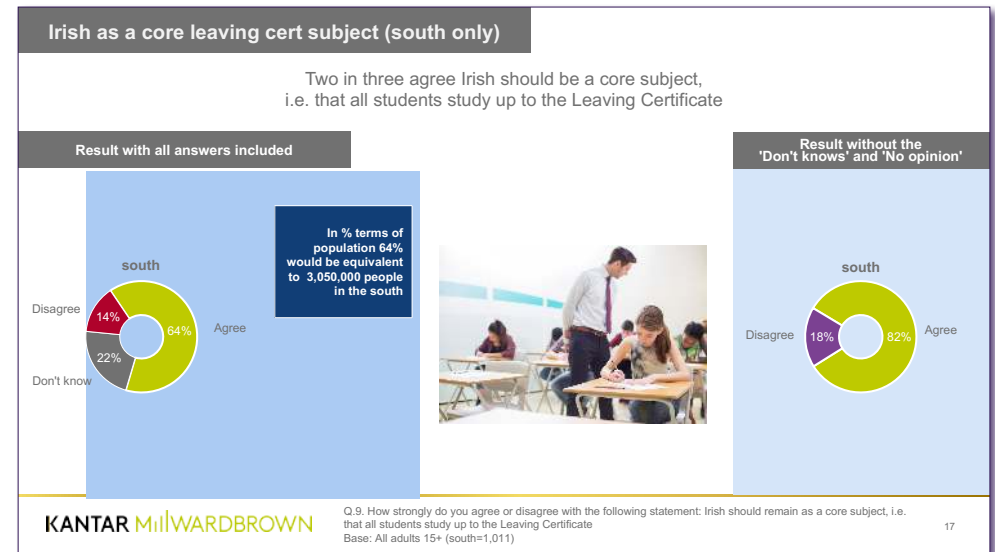 Irish as a core leaving cert subject (south only)
Two in three agree Irish should be a core subject,
i.e. that all students study up to the Leaving Certificate
Result with all answers included
In % terms of
population 64%
would be equivalent
to 3,050,000 people
in the south
south
Disagree
14%
64%
Agree
22%
Don't know
Result without the
'Don't knows' and 'No opinion'
south
Disagree
18%
82%
Agree
KANTAR MillWARDBROWN
Q.9. How strongly do you agree or disagree with the following statement: Irish should remain as a core subject, i.e.
that all students study up to the Leaving Certificate
Base: All adults 15+ (south=1,011)
17